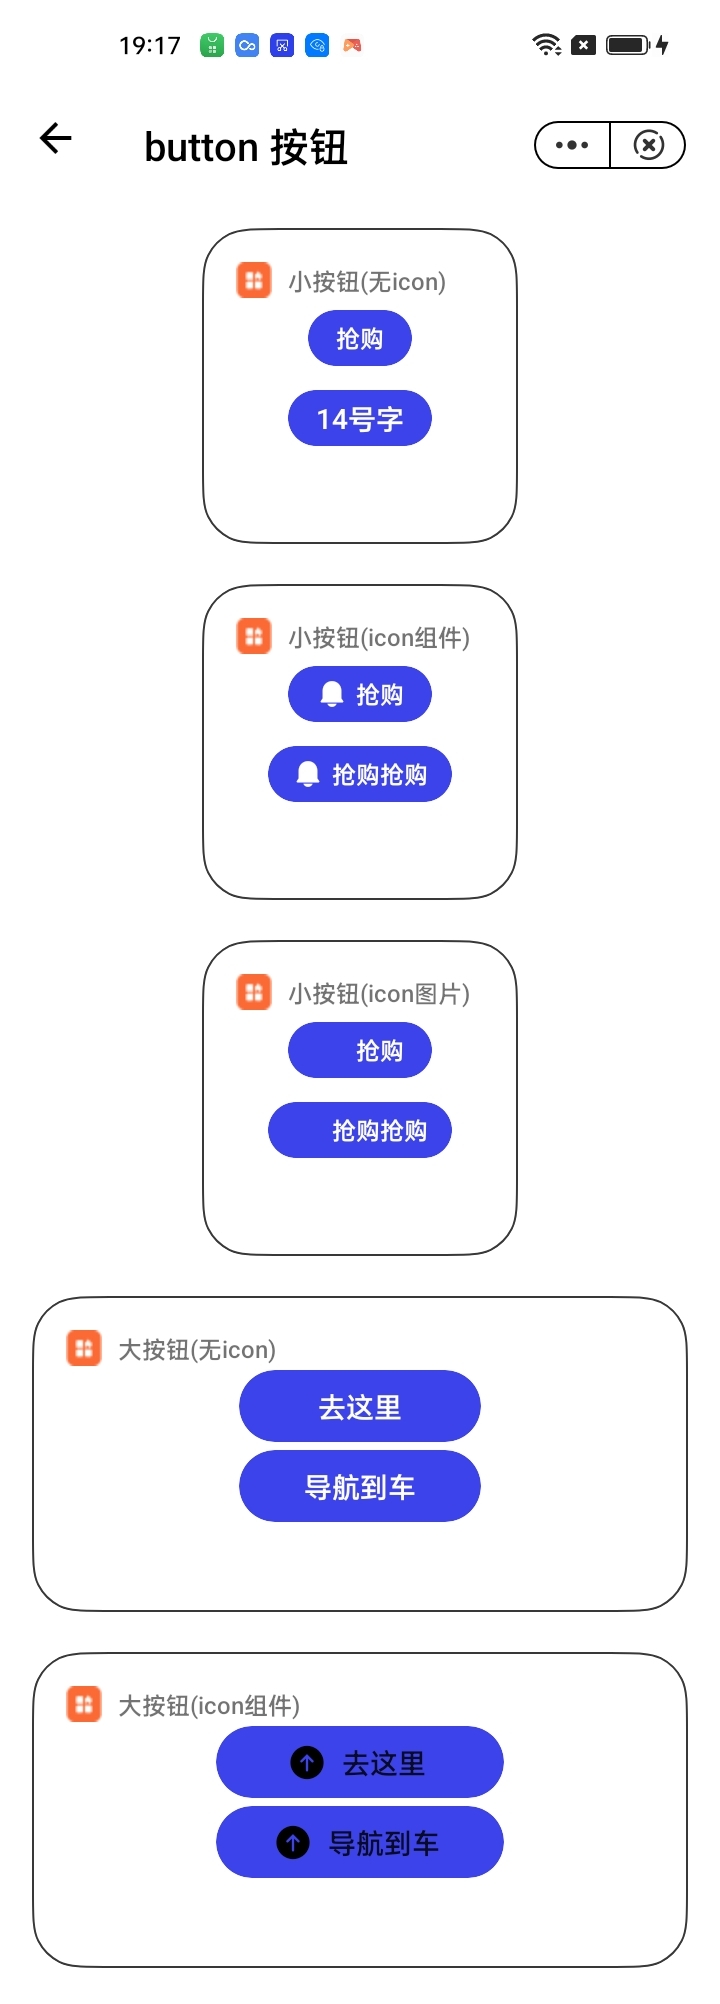 19:17
button 按钮
小按钮(无icon)
抢购
14号字
小按钮(icon组件)
抢购
抢购抢购
小按钮(icon图片)
抢购
抢购抢购
大按钮(无icon)
去这里
导航到车
大按钮(icon组件)
去这里
导航到车